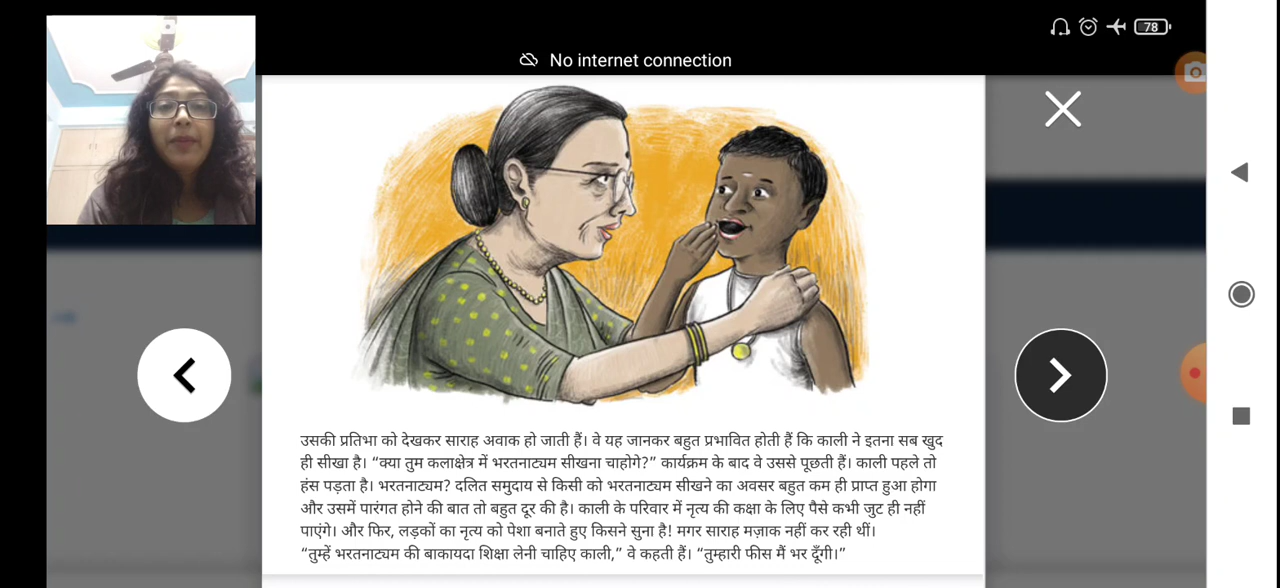 78
No internet connection
उसकी प्रतिभा को देखकर साराह अवाक हो जाती हैं। वे यह जानकर बहुत प्रभावित होती हैं कि काली ने इतना सब खुद
ही सीखा है। “क्या तुम कलाक्षेत्र में भरतनाट्यम सीखना चाहोगे?” कार्यक्रम के बाद वे उससे पूछती हैं। काली पहले तो
हंस पड़ता है। भरतनाट्यम? दलित समुदाय से किसी को भरतनाट्यम सीखने का अवसर बहुत कम ही प्राप्त हुआ होगा
और उसमें पारंगत होने की बात तो बहुत दूर की है। काली के परिवार में नृत्य की कक्षा के लिए पैसे कभी जुट ही नहीं
पाएंगे। और फिर, लड़कों का नृत्य को पेशा बनाते हुए किसने सुना है! मगर साराह मज़ाक नहीं कर रही थीं।
“तुम्हें भरतनाट्यम की बाकायदा शिक्षा लेनी चाहिए काली,” वे कहती हैं। “तुम्हारी फीस मैं भर दूँगी।”